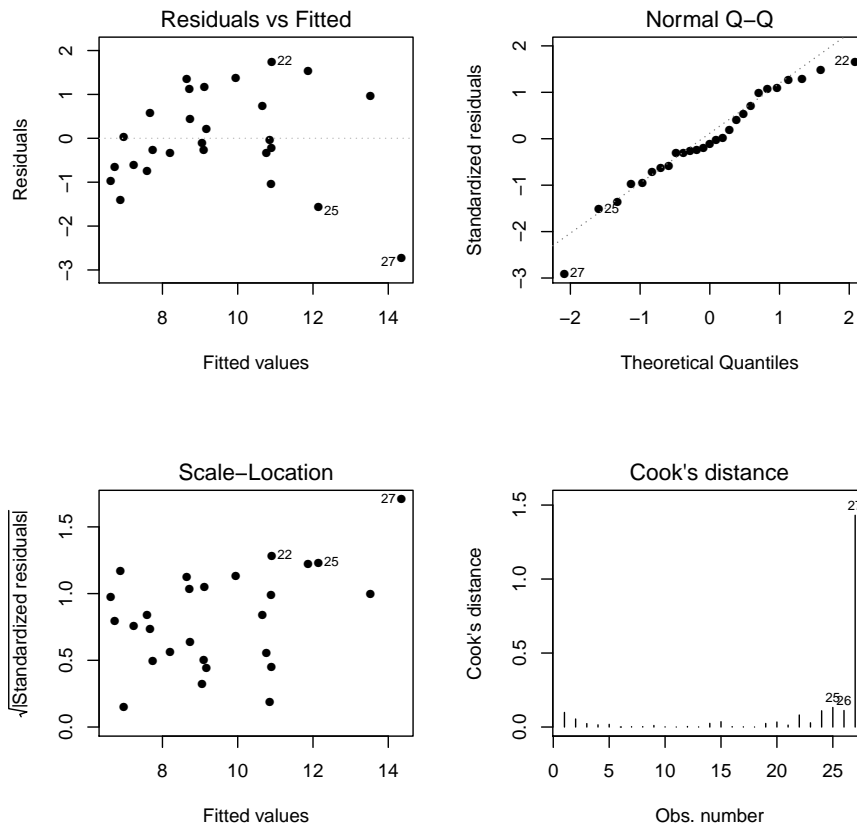 Residuals vs Fitted
Residuals
2
1
0
−1
−2
−3
22
25
27
8 10 12 14
Fitted values
Normal Q−Q
Standardized residuals
2
1
0
−1
−2
−3
22
25
27
−2 −1 0 1 2
Theoretical Quantiles
Scale−Location
√|Standardized residuals|
1.5
1.0
0.5
0.0
27
22
25
8 10 12 14
Fitted values
Cook's distance
Cook's distance
1.5
1.0
0.5
0.0
27
25
26
0 5 10 15 20 25
Obs. number